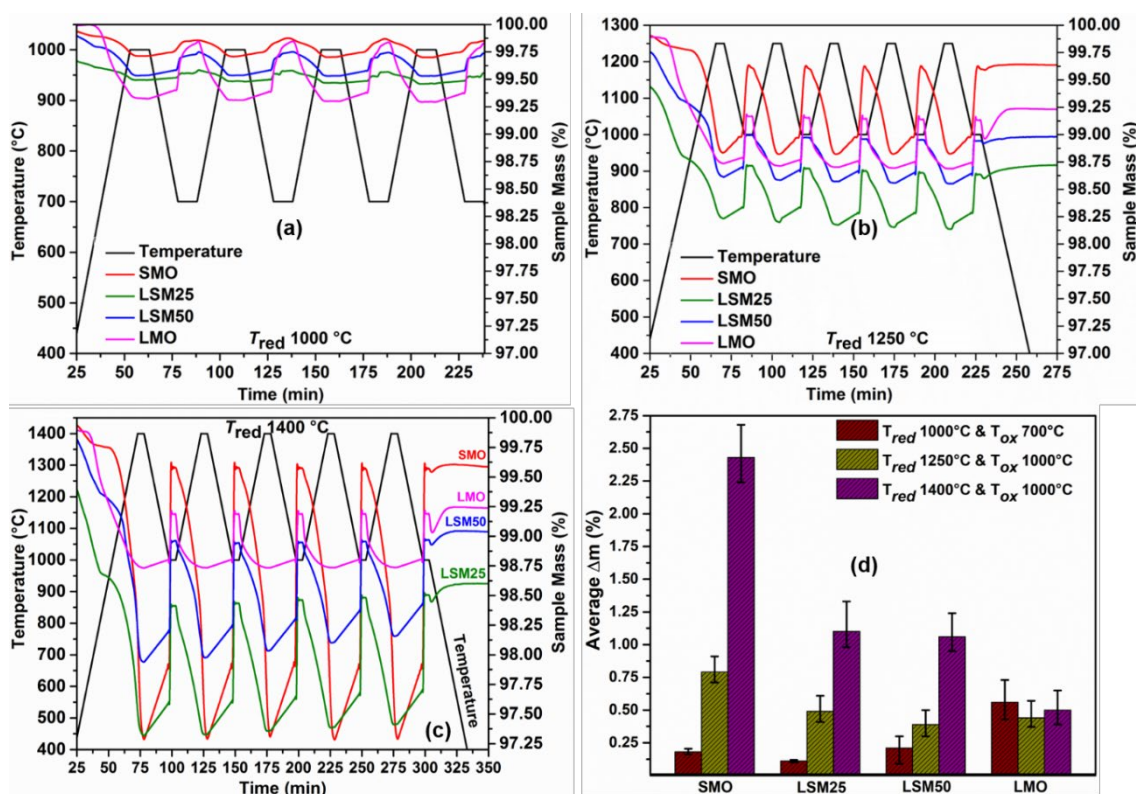 1000
900
800
700
600
500
400
Temperature (°C)
25
50
75
100
125
150
175
200
225
Time (min)
100.00
99.75
99.50
99.25
99.00
98.75
98.50
98.25
98.00
97.75
97.50
97.25
97.00
Sample Mass (%)
(a)
Temperature
SMO
LSM25
LSM50
LMO
Tred 1000 °C
1300
1200
1100
1000
900
800
700
600
500
400
Temperature (°C)
25
50
75
100
125
150
175
200
225
250
275
Time (min)
100.00
99.75
99.50
99.25
99.00
98.75
98.50
98.25
98.00
97.75
97.50
97.25
97.00
Sample Mass (%)
(b)
Temperature
SMO
LSM25
LSM50
LMO
Tred 1250 °C
1400
1300
1200
1100
1000
900
800
700
600
500
400
Temperature (°C)
25
50
75
100
125
150
175
200
225
250
275
300
325
350
Time (min)
100.00
99.75
99.50
99.25
99.00
98.75
98.50
98.25
98.00
97.75
97.50
97.25
Sample Mass (%)
Tred 1400 °C
SMO
LMO
LSM50
LSM25
Temperature
(c)
2.75
2.50
2.25
2.00
1.75
1.50
1.25
1.00
0.75
0.50
0.25
Average Δm (%)
Tred 1000°C & Tox 700°C
Tred 1250°C & Tox 1000°C
Tred 1400°C & Tox 1000°C
(d)
SMO
LSM25
LSM50
LMO